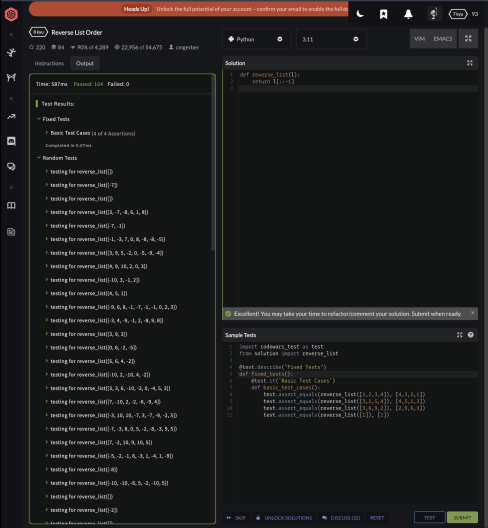 Heads Up! Unlock the full potential of your account – confirm your email to enable the full
7 kyu 93
8 kyu Reverse List Order
220 84 90% of 4,289 22,956 of 54,675 cmgerber
Python 3.11 VIM EMACS
Instructions Output
Time: 587ms Passed: 104 Failed: 0
Test Results:
Fixed Tests
Basic Test Cases (4 of 4 Assertions)
Completed in 0.07ms
Random Tests
testing for reverse_list([])
testing for reverse_list([-7])
testing for reverse_list([])
testing for reverse_list([3, -7, -8, 6, 1, 8])
testing for reverse_list([-7, -1])
testing for reverse_list([-1, -3, 7, 0, 8, -8, -8, -5])
testing for reverse_list([3, 9, 5, -2, 0, -5, -9, -4])
testing for reverse_list([4, 9, 10, 2, 0, 3])
testing for reverse_list([-10, 3, -1, 2])
testing for reverse_list([4, 5, 1])
testing for reverse_list([-9, 6, 8, -1, -7, -1, -1, 0, 2, 3])
testing for reverse_list([-3, 4, -9, -1, 2, -8, 9, 8])
testing for reverse_list([3, 9, 3])
testing for reverse_list([0, 6, -2, -5])
testing for reverse_list([5, 6, 4, -2])
testing for reverse_list([-10, 2, -10, 4, -2])
testing for reverse_list([3, 3, 6, -10, -2, 0, -4, 5, 3])
testing for reverse_list([7, -10, 2, -2, -6, -9, 4])
testing for reverse_list([-3, 10, 10, -7, 3, -7, -9, -2, 5])
testing for reverse_list([-7, -3, 8, 0, 5, -2, -8, -3, 9, 5])
testing for reverse_list([7, -2, 10, 9, 10, 5])
testing for reverse_list([-5, -2, -1, 6, -3, 1, -4, 1, -9])
testing for reverse_list([-8])
testing for reverse_list([-10, -10, -6, 5, -2, -10, 5])
testing for reverse_list([])
testing for reverse_list([-2])
testing for reverse_list([])
Solution
1 def reverse_list(l):
2 return l[::-1]
3
Excellent! You may take your time to refactor/comment your solution. Submit when ready.
Sample Tests
1 import codewars_test as test
2 from solution import reverse_list
3
4 @test.describe("Fixed Tests")
5 def fixed_tests():
6 @test.it('Basic Test Cases')
7 def basic_test_cases():
8 test.assert_equals(reverse_list([1,2,3,4]), [4,3,2,1])
9 test.assert_equals(reverse_list([3,1,5,4]), [4,5,1,3])
10 test.assert_equals(reverse_list([3,6,9,2]), [2,9,6,3])
11 test.assert_equals(reverse_list([1]), [1])
12
SKIP UNLOCK SOLUTIONS DISCUSS RESET TEST SUBMIT